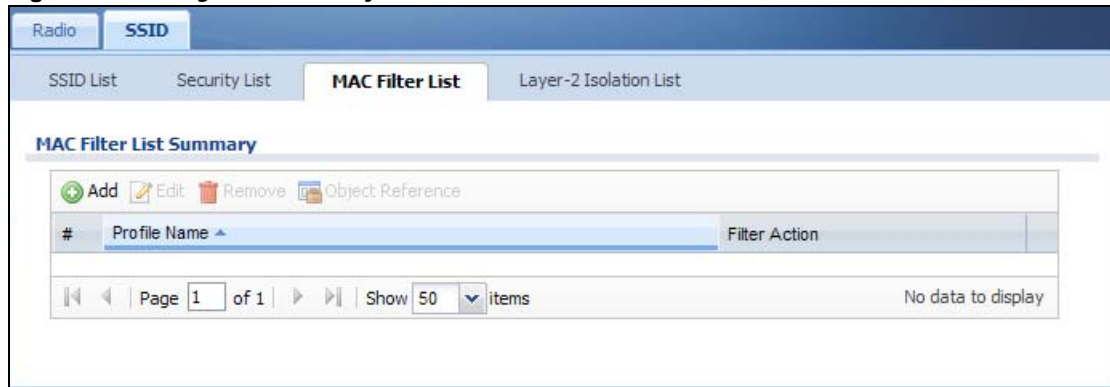 Radio SSID
SSID List Security List MAC Filter List Layer-2 Isolation List
MAC Filter List Summary
Add Edit Remove Object Reference
# Profile Name Filter Action
Page 1 of 1 Show 50 items No data to display